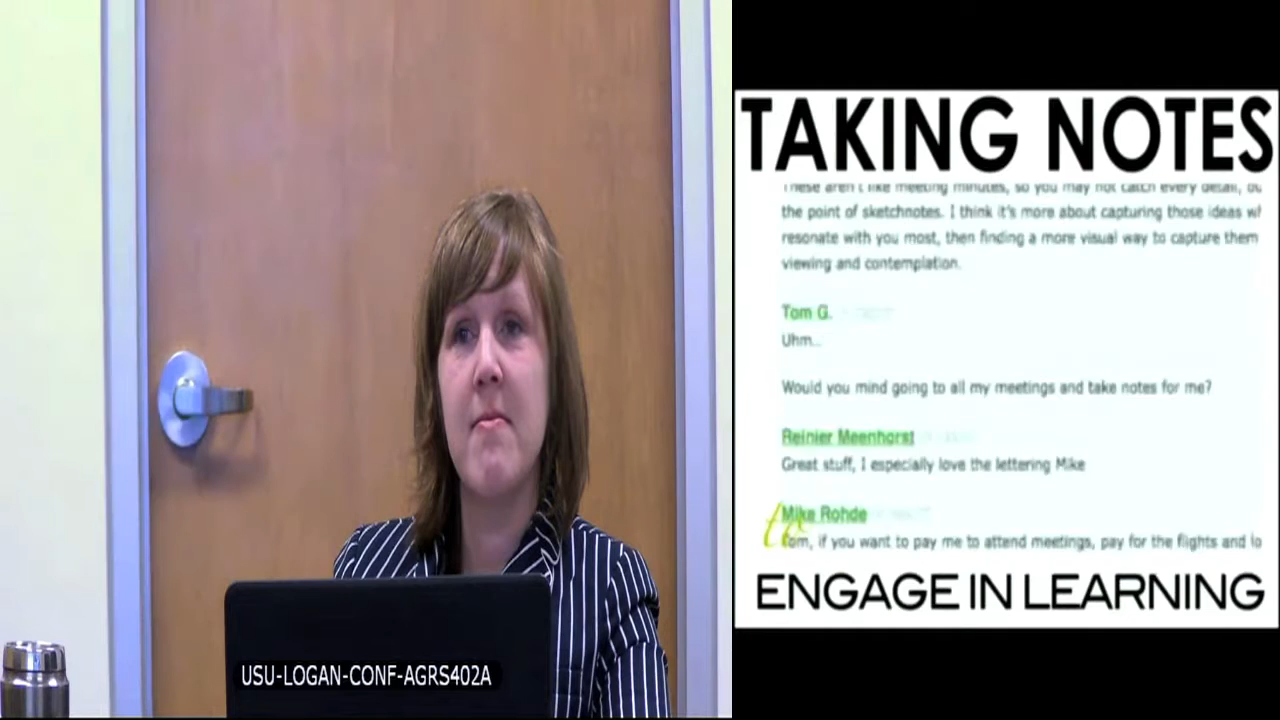 TAKING NOTES
These aren't like meeting minutes, so you may not catch every detail,
the point of sketchnotes. I think it's more about capturing those ideas
resonate with you most, then finding a more visual way to capture them
viewing and contemplation.
Tom G.
Uhm..
Would you mind going to all my meetings and take notes for me?
Reinier Meenhorst
Great stuff, I especially love the lettering Mike
Mike Rohde
to
Tom, if you want to pay me to attend meetings, pay for the flights and
ENGAGE IN LEARNING
USU-LOGAN-CONF-AGRS402A